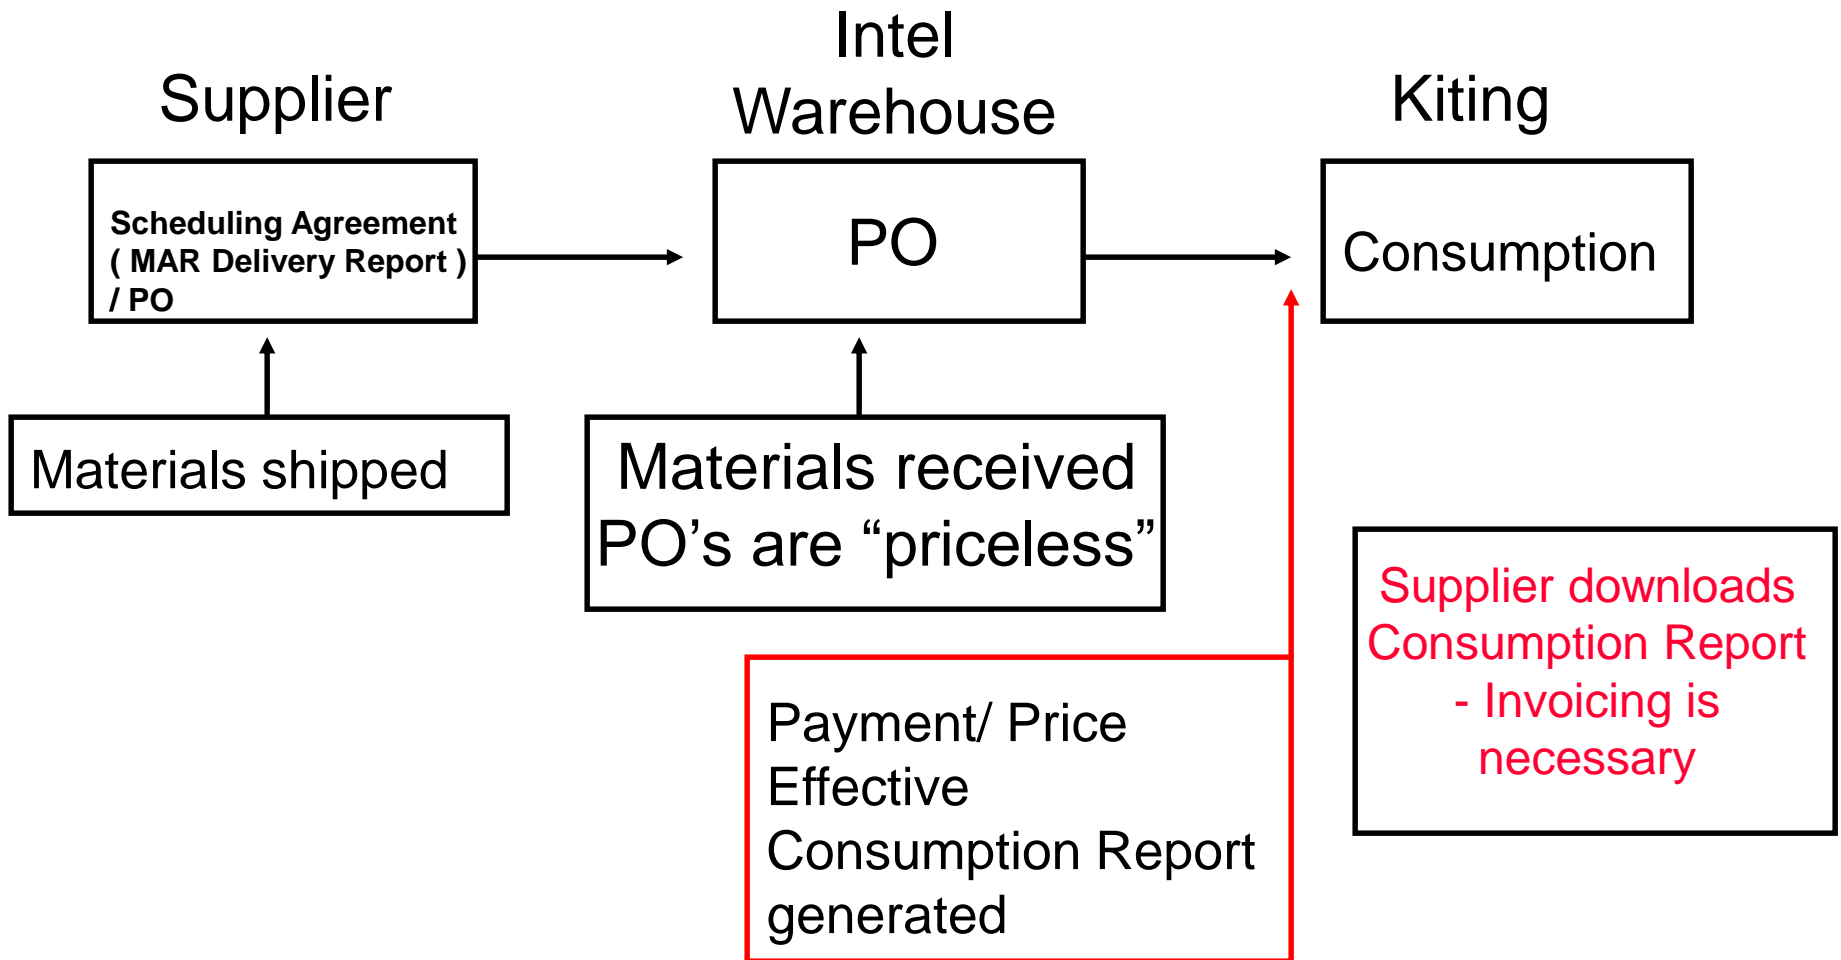 Supplier
Intel
Warehouse
Kiting
Scheduling Agreement
( MAR Delivery Report )
/ PO
PO
Consumption
Materials shipped
Materials received
PO’s are “priceless”
Payment/ Price
Effective
Consumption Report
generated
Supplier downloads
Consumption Report
- Invoicing is
necessary